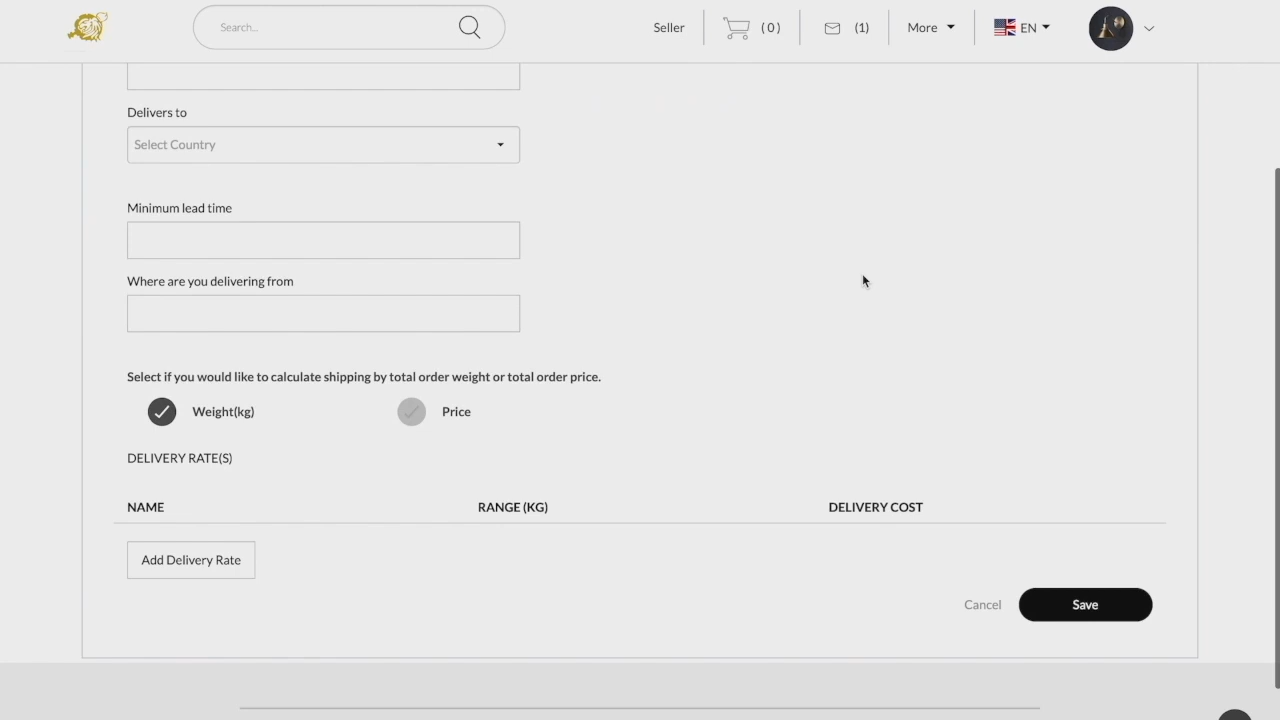 Search...
Seller
(0)
(1)
More
EN
Delivers to
Select Country
Minimum lead time
Where are you delivering from
Select if you would like to calculate shipping by total order weight or total order price.
Weight(kg)
Price
DELIVERY RATE(S)
NAME
RANGE (KG)
DELIVERY COST
Add Delivery Rate
Cancel
Save